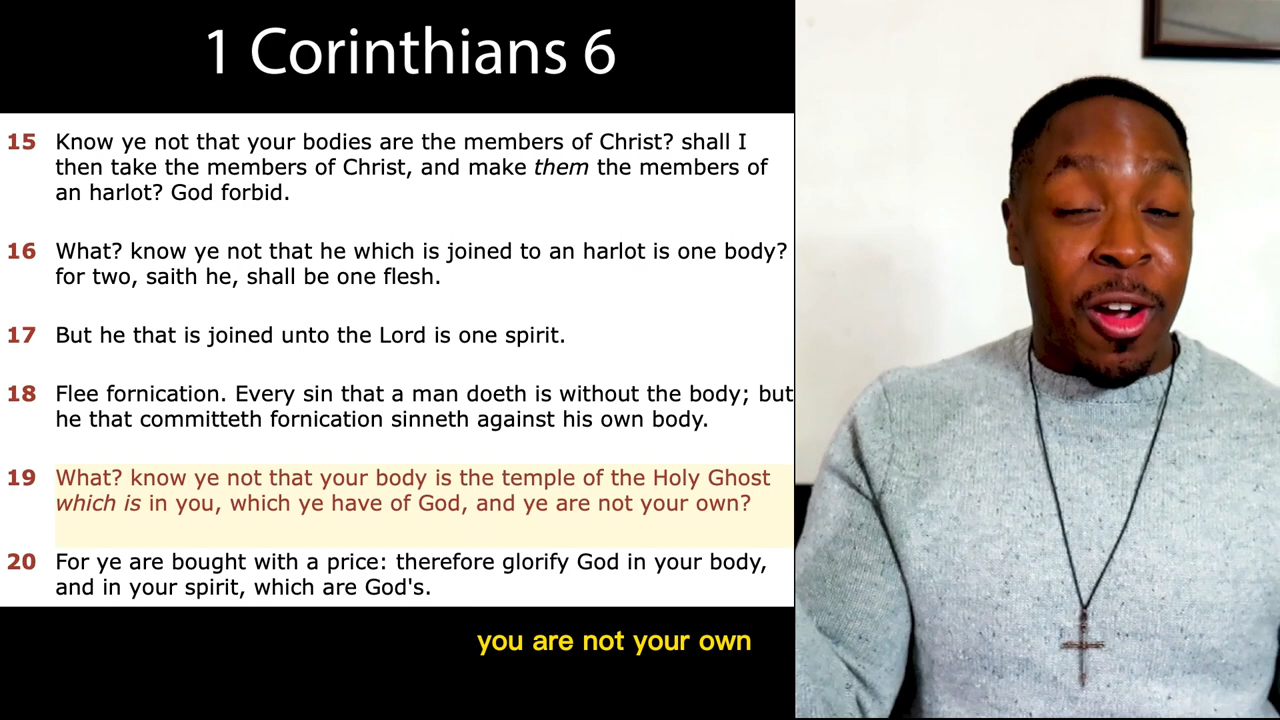 1 Corinthians 6
15 Know ye not that your bodies are the members of Christ? shall I
then take the members of Christ, and make them the members of
an harlot? God forbid.
16 What? know ye not that he which is joined to an harlot is one body?
for two, saith he, shall be one flesh.
17 But he that is joined unto the Lord is one spirit.
18 Flee fornication. Every sin that a man doeth is without the body; but
he that committeth fornication sinneth against his own body.
19 What? know ye not that your body is the temple of the Holy Ghost
which is in you, which ye have of God, and ye are not your own?
20 For ye are bought with a price: therefore glorify God in your body,
and in your spirit, which are God's.
you are not your own